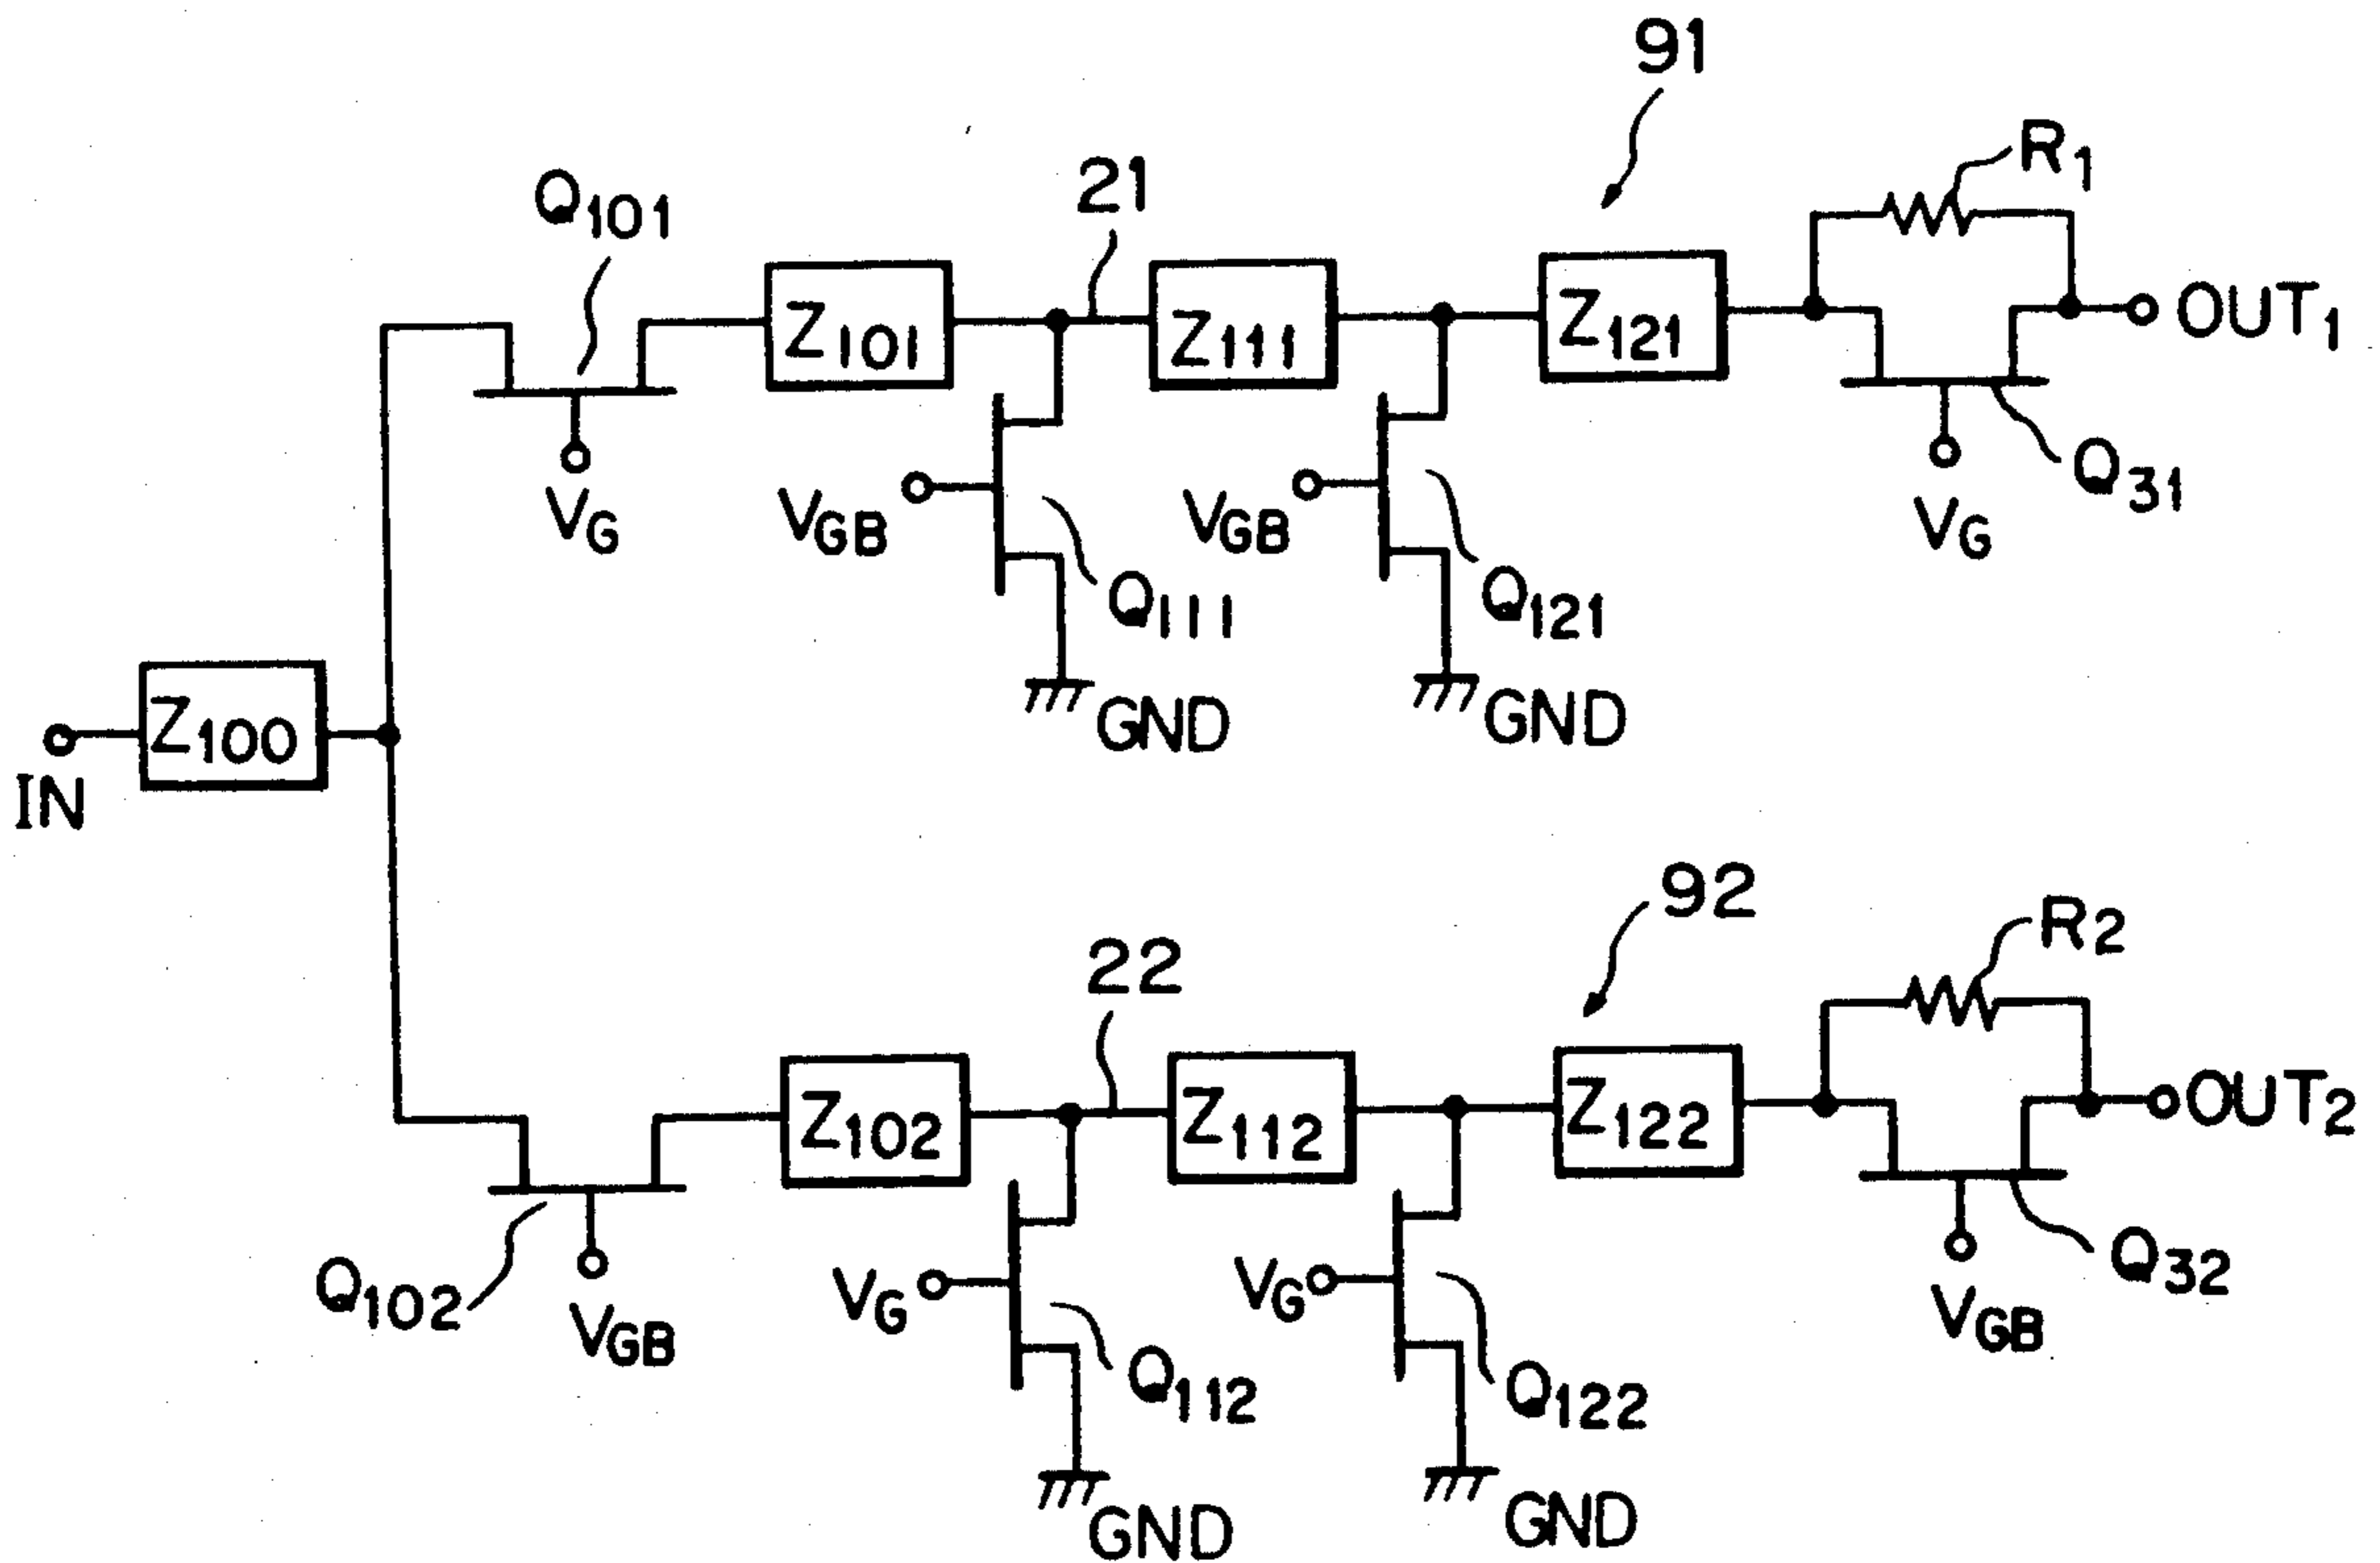 91
R1
21
Q101
OUT1
Z101
Z111
Z121
Q31
VG
VGB
VGB
VG
Q111
Q121
Z100
GND
GND
IN
92
R2
22
OUT2
Z102
Z112
Z122
Q102
VGB
VG
VG
Q32
VGB
Q112
Q122
GND
GND